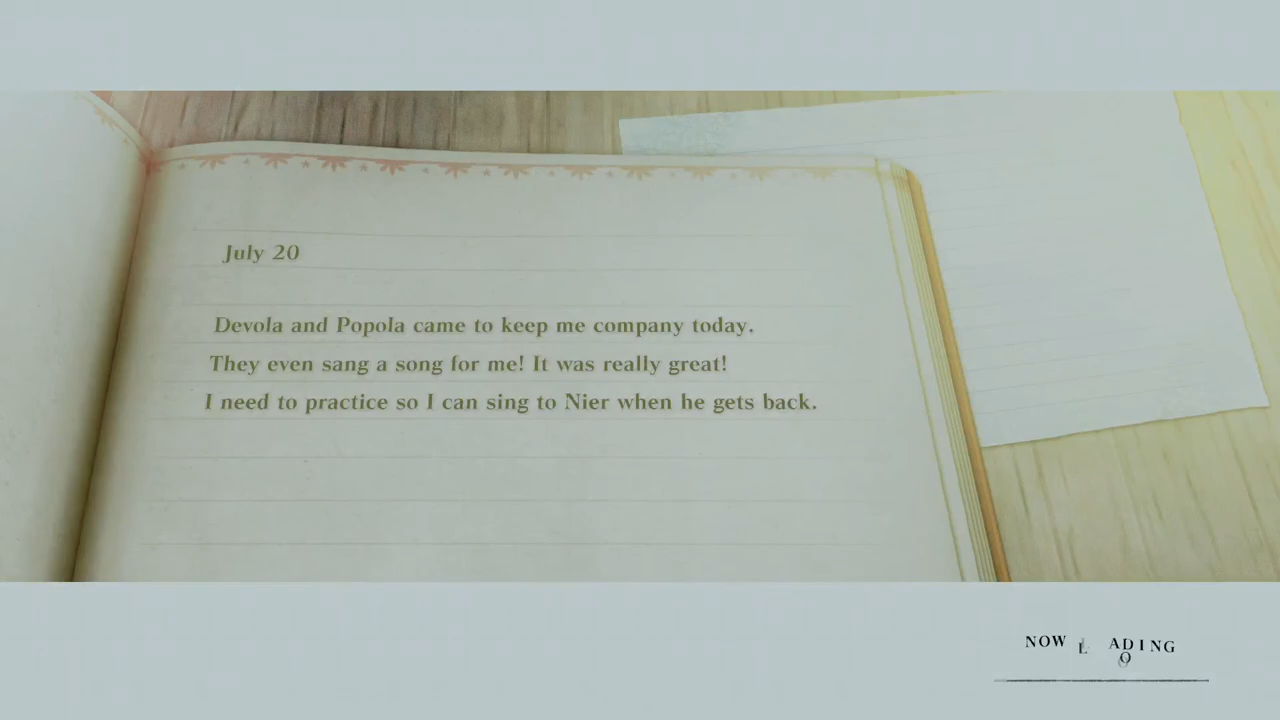 July 20
Devola and Popola came to keep me company today.
They even sang a song for me! It was really great!
I need to practice so I can sing to Nier when he gets back.
NOW LOADING